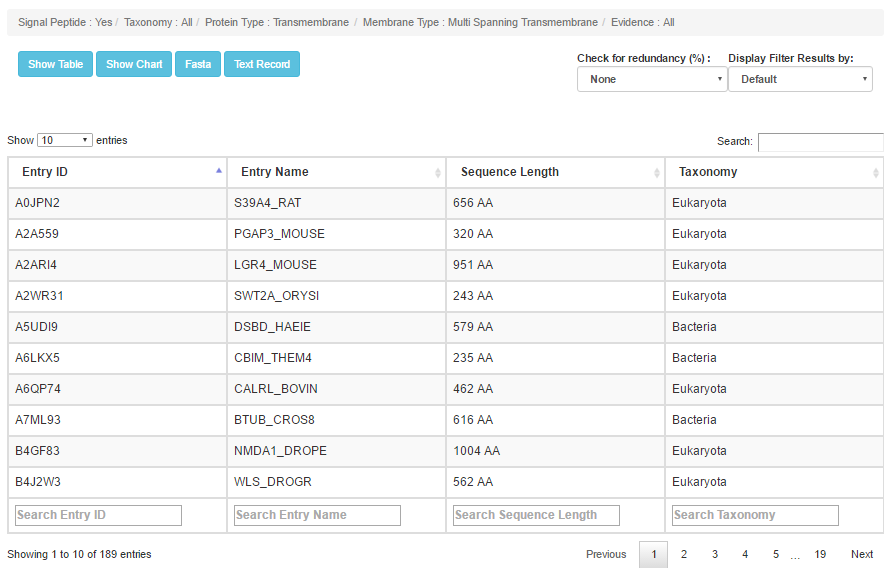 Signal Peptide : Yes / Taxonomy : All / Protein Type : Transmembrane / Membrane Type : Multi Spanning Transmembrane / Evidence : All
Show Table Show Chart Fasta Text Record
Check for redundancy (%) : Display Filter Results by:
None Default
Show 10 entries Search:
Entry ID Entry Name Sequence Length Taxonomy
A0JPN2 S39A4_RAT 656 AA Eukaryota
A2A559 PGAP3_MOUSE 320 AA Eukaryota
A2ARI4 LGR4_MOUSE 951 AA Eukaryota
A2WR31 SWT2A_ORYSI 243 AA Eukaryota
A5UDI9 DSBD_HAEIE 579 AA Bacteria
A6LKX5 CBIM_THEM4 235 AA Bacteria
A6QP74 CALRL_BOVIN 462 AA Eukaryota
A7ML93 BTUB_CROS8 616 AA Bacteria
B4GF83 NMDA1_DROPE 1004 AA Eukaryota
B4J2W3 WLS_DROGR 562 AA Eukaryota
Search Entry ID Search Entry Name Search Sequence Length Search Taxonomy
Showing 1 to 10 of 189 entries Previous 1 2 3 4 5 ... 19 Next